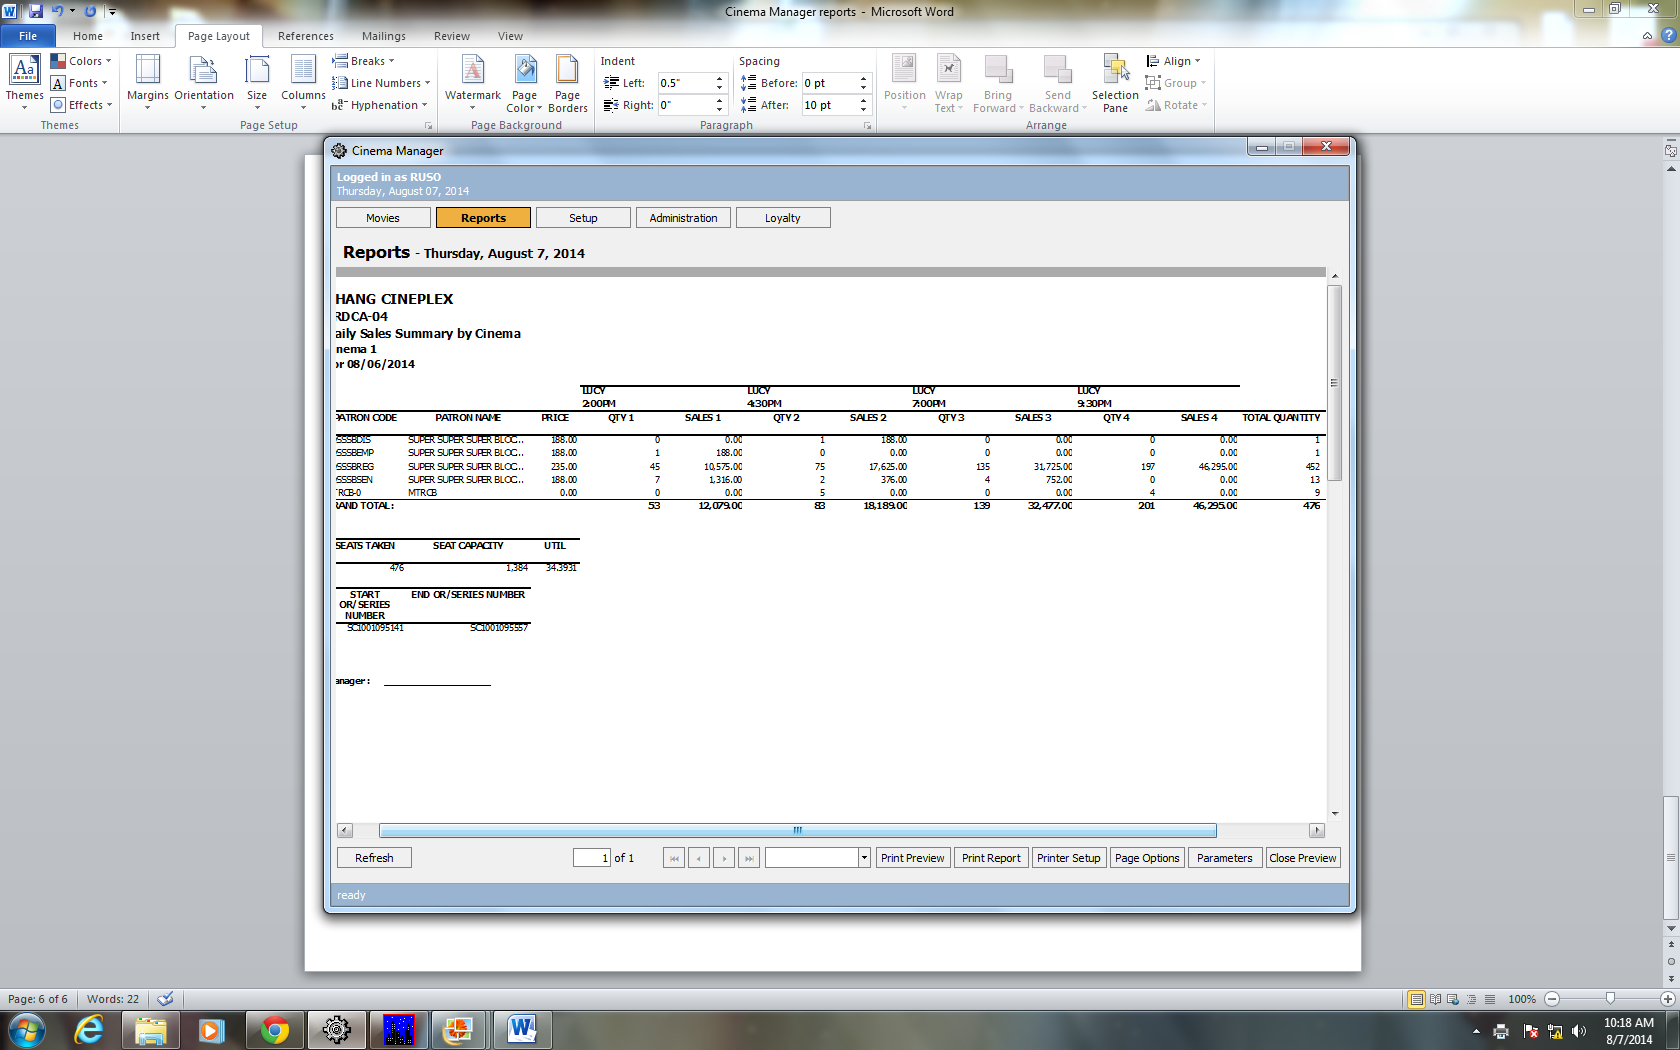 Cinema Manager reports - Microsoft Word
File Home Insert Page Layout References Mailings Review View
Themes
Colors
Fonts
Effects
Themes
Margins Orientation Size Columns
Breaks
Line Numbers
Hyphenation
Page Setup
Watermark Page Color Page Borders
Page Background
Indent
Left: 0.5"
Right: 0"
Spacing
Before: 0 pt
After: 10 pt
Paragraph
Position Wrap Text Bring Forward Send Backward Selection Pane
Align
Group
Rotate
Arrange
Cinema Manager
Logged in as RUSO
Thursday, August 07, 2014
Movies Reports Setup Administration Loyalty
Reports - Thursday, August 7, 2014
HANG CINEPLEX
RDCA-04
aily Sales Summary by Cinema
nema 1
or 08/06/2014
LUCY LUCY LUCY LUCY
2:00PM 4:30PM 7:00PM 9:30PM
PATRON CODE PATRON NAME PRICE QTY 1 SALES 1 QTY 2 SALES 2 QTY 3 SALES 3 QTY 4 SALES 4 TOTAL QUANTITY
SSSBDIS SUPER SUPER SUPER BLOC... 188.00 0 0.00 1 188.00 0 0.00 0 0.00 1
SSSBEMP SUPER SUPER SUPER BLOC... 188.00 1 188.00 0 0.00 0 0.00 0 0.00 1
SSSBREG SUPER SUPER SUPER BLOC... 235.00 45 10,575.00 75 17,625.00 135 31,725.00 197 46,295.00 452
SSSBSEN SUPER SUPER SUPER BLOC... 188.00 7 1,316.00 2 376.00 4 752.00 0 0.00 13
TRCB-0 MTRCB 0.00 0 0.00 5 0.00 0 0.00 4 0.00 9
RAND TOTAL: 53 12,079.00 83 18,189.00 139 32,477.00 201 46,295.00 476
SEATS TAKEN SEAT CAPACITY UTIL
476 1,384 34.3931
START OR/SERIES NUMBER END OR/SERIES NUMBER
SC1001095141 SC1001095557
anager:
Refresh 1 of 1 Print Preview Print Report Printer Setup Page Options Parameters Close Preview
ready
Page: 6 of 6 Words: 22 100%
10:18 AM
8/7/2014